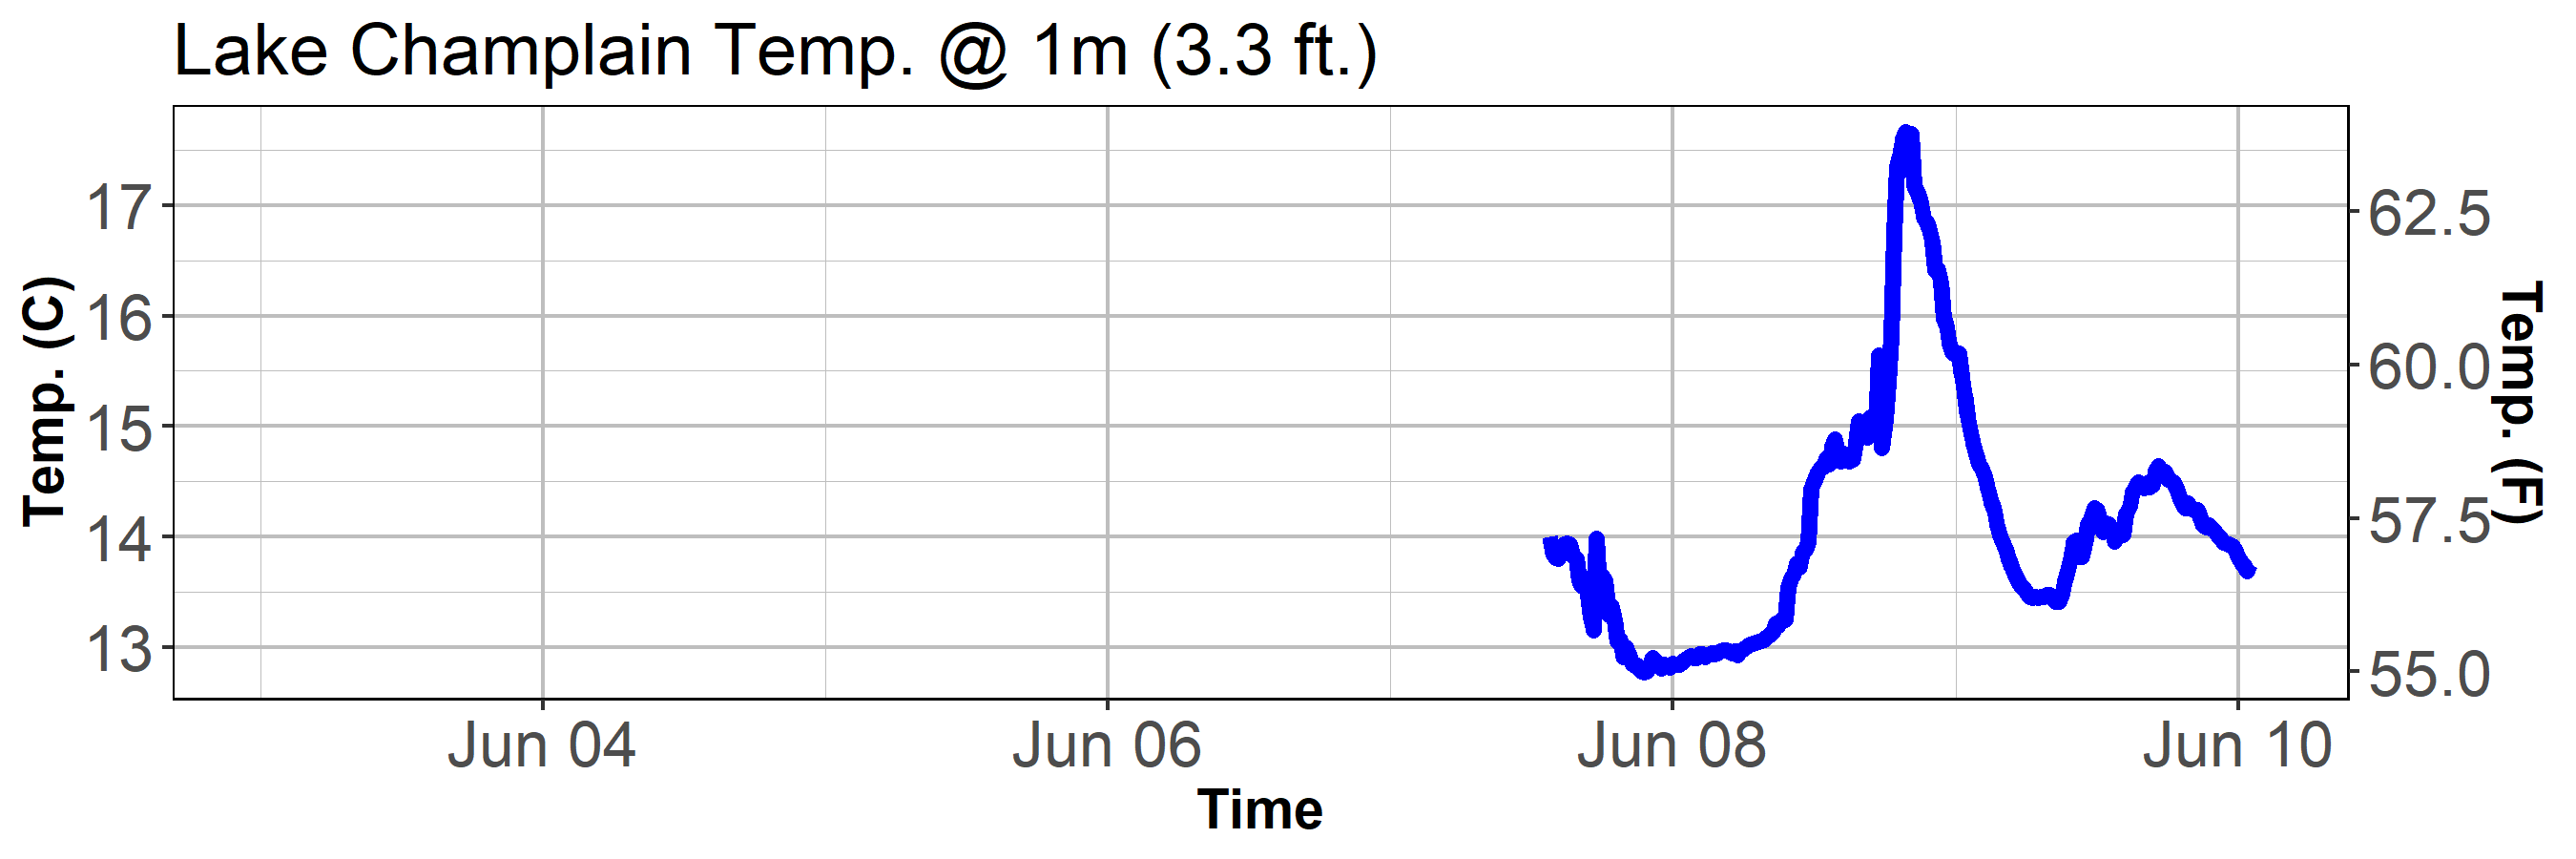 Lake Champlain Temp. @ 1m (3.3 ft.)
Temp. (C)
17
16
15
14
13
62.5
60.0
57.5
55.0
Temp. (F)
Jun 04 Jun 06 Jun 08 Jun 10
Time